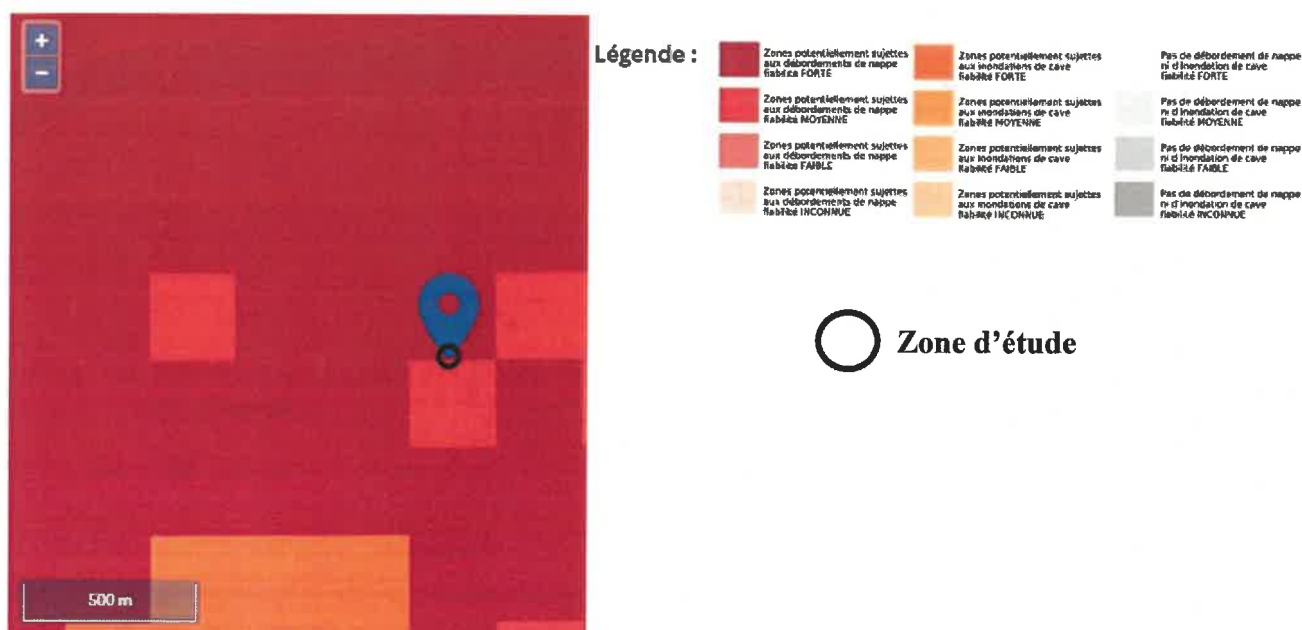 +
−
Légende :
Zones potentiellement sujettes
aux débordements de nappe
fiabilité FORTE
Zones potentiellement sujettes
aux débordements de nappe
fiabilité MOYENNE
Zones potentiellement sujettes
aux débordements de nappe
fiabilité FAIBLE
Zones potentiellement sujettes
aux débordements de nappe
fiabilité INCONNUE
Zones potentiellement sujettes
aux inondations de cave
fiabilité FORTE
Zones potentiellement sujettes
aux inondations de cave
fiabilité MOYENNE
Zones potentiellement sujettes
aux inondations de cave
fiabilité FAIBLE
Zones potentiellement sujettes
aux inondations de cave
fiabilité INCONNUE
Pas de débordement de nappe
ni d'inondation de cave
fiabilité FORTE
Pas de débordement de nappe
ni d'inondation de cave
fiabilité MOYENNE
Pas de débordement de nappe
ni d'inondation de cave
fiabilité FAIBLE
Pas de débordement de nappe
ni d'inondation de cave
fiabilité INCONNUE
Zone d'étude
500 m